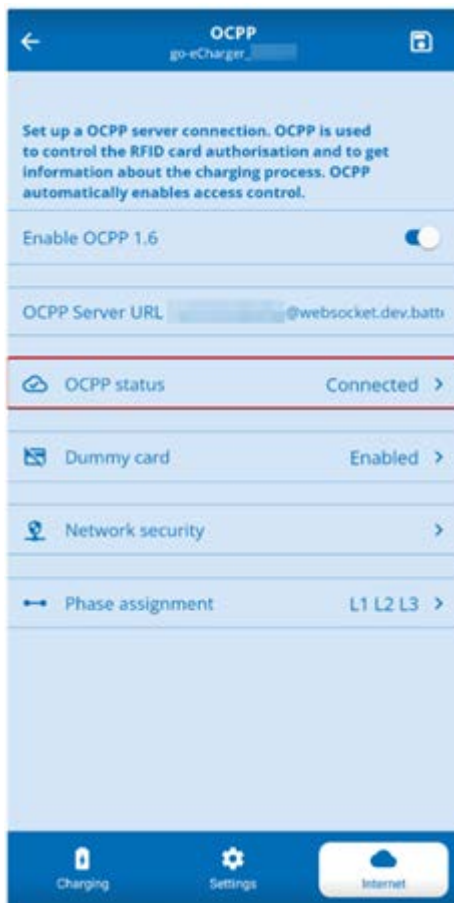 OCPP
go-eCharger_
Set up a OCPP server connection. OCPP is used
to control the RFID card authorisation and to get
information about the charging process. OCPP
automatically enables access control.
Enable OCPP 1.6
OCPP Server URL @websocket.dev.batt
OCPP status Connected
Dummy card Enabled
Network security
Phase assignment L1 L2 L3
Charging Settings Internet